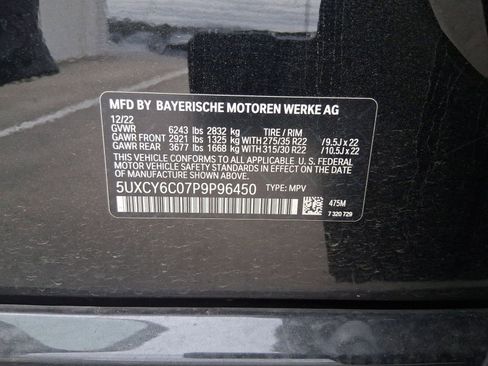 MFD BY BAYERISCHE MOTOREN WERKE AG
12/22
GVWR 6243 lbs 2832 kg TIRE / RIM
GAWR FRONT 2921 lbs 1325 kg WITH 275/35 R22 / 9.5J x 22
GAWR REAR 3677 lbs 1668 kg WITH 315/30 R22 / 10.5J x 22
THIS VEHICLE CONFORMS TO ALL APPLICABLE U. S. FEDERAL
MOTOR VEHICLE SAFETY STANDARDS IN EFFECT ON THE DATE
OF MANUFACTURE SHOWN ABOVE.
5UXCY6C07P9P96450 TYPE: MPV
475M
7 320 729